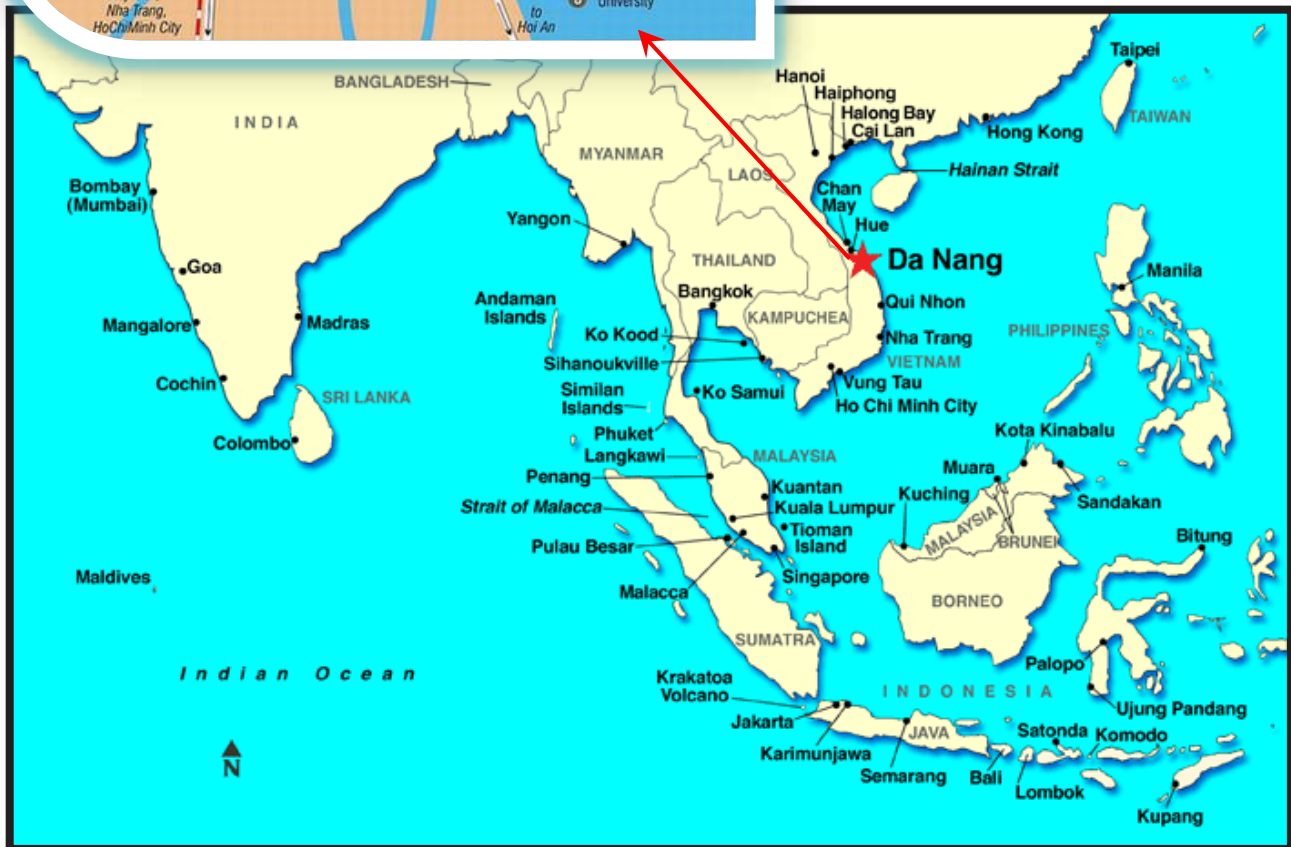 Nha Trang,
HoChiMinh City
to
Hoi An
University
Taipei
TAIWAN
BANGLADESH
INDIA
Hanoi
Haiphong
Halong Bay
Cai Lan
Hong Kong
MYANMAR
LAOS
Hainan Strait
Bombay
(Mumbai)
Chan
May
Hue
Yangon
Da Nang
Goa
THAILAND
Manila
Bangkok
Andaman
Islands
Qui Nhon
Mangalore
Madras
KAMPUCHEA
PHILIPPINES
Ko Kood
Nha Trang
Sihanoukville
VIETNAM
Cochin
Vung Tau
SRI LANKA
Similan
Islands
Ko Samui
Ho Chi Minh City
Colombo
Phuket
Kota Kinabalu
Langkawi
MALAYSIA
Muara
Penang
Kuantan
Kuching
Sandakan
Strait of Malacca
Kuala Lumpur
MALAYSIA
Tioman
Island
BRUNEI
Bitung
Pulau Besar
Maldives
Singapore
Malacca
BORNEO
SUMATRA
Indian Ocean
Palopo
Krakatoa
Volcano
INDONESIA
Ujung Pandang
Jakarta
JAVA
Satonda
Komodo
Karimunjawa
N
Semarang
Bali
Lombok
Kupang